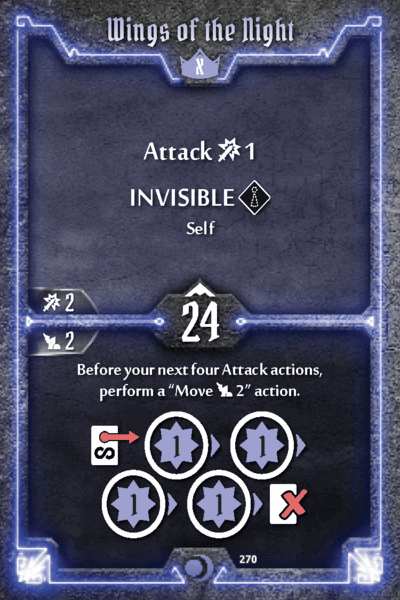 Wings of the Night
X
Attack 1
INVISIBLE
Self
2
24
2
Before your next four Attack actions,
perform a “Move 2” action.
1 1
1 1
270